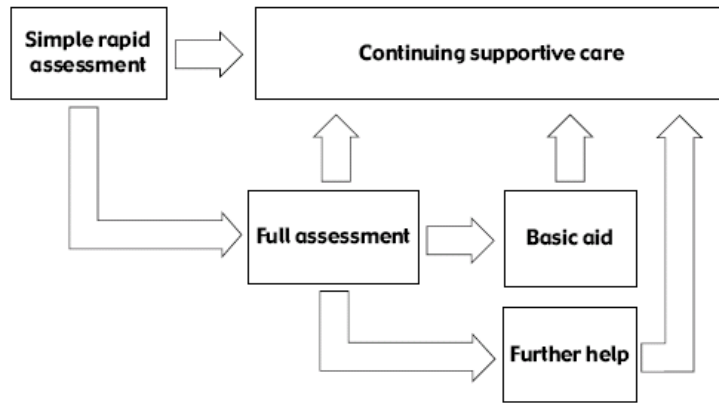 Simple rapid
assessment
Continuing supportive care
Full assessment
Basic aid
Further help